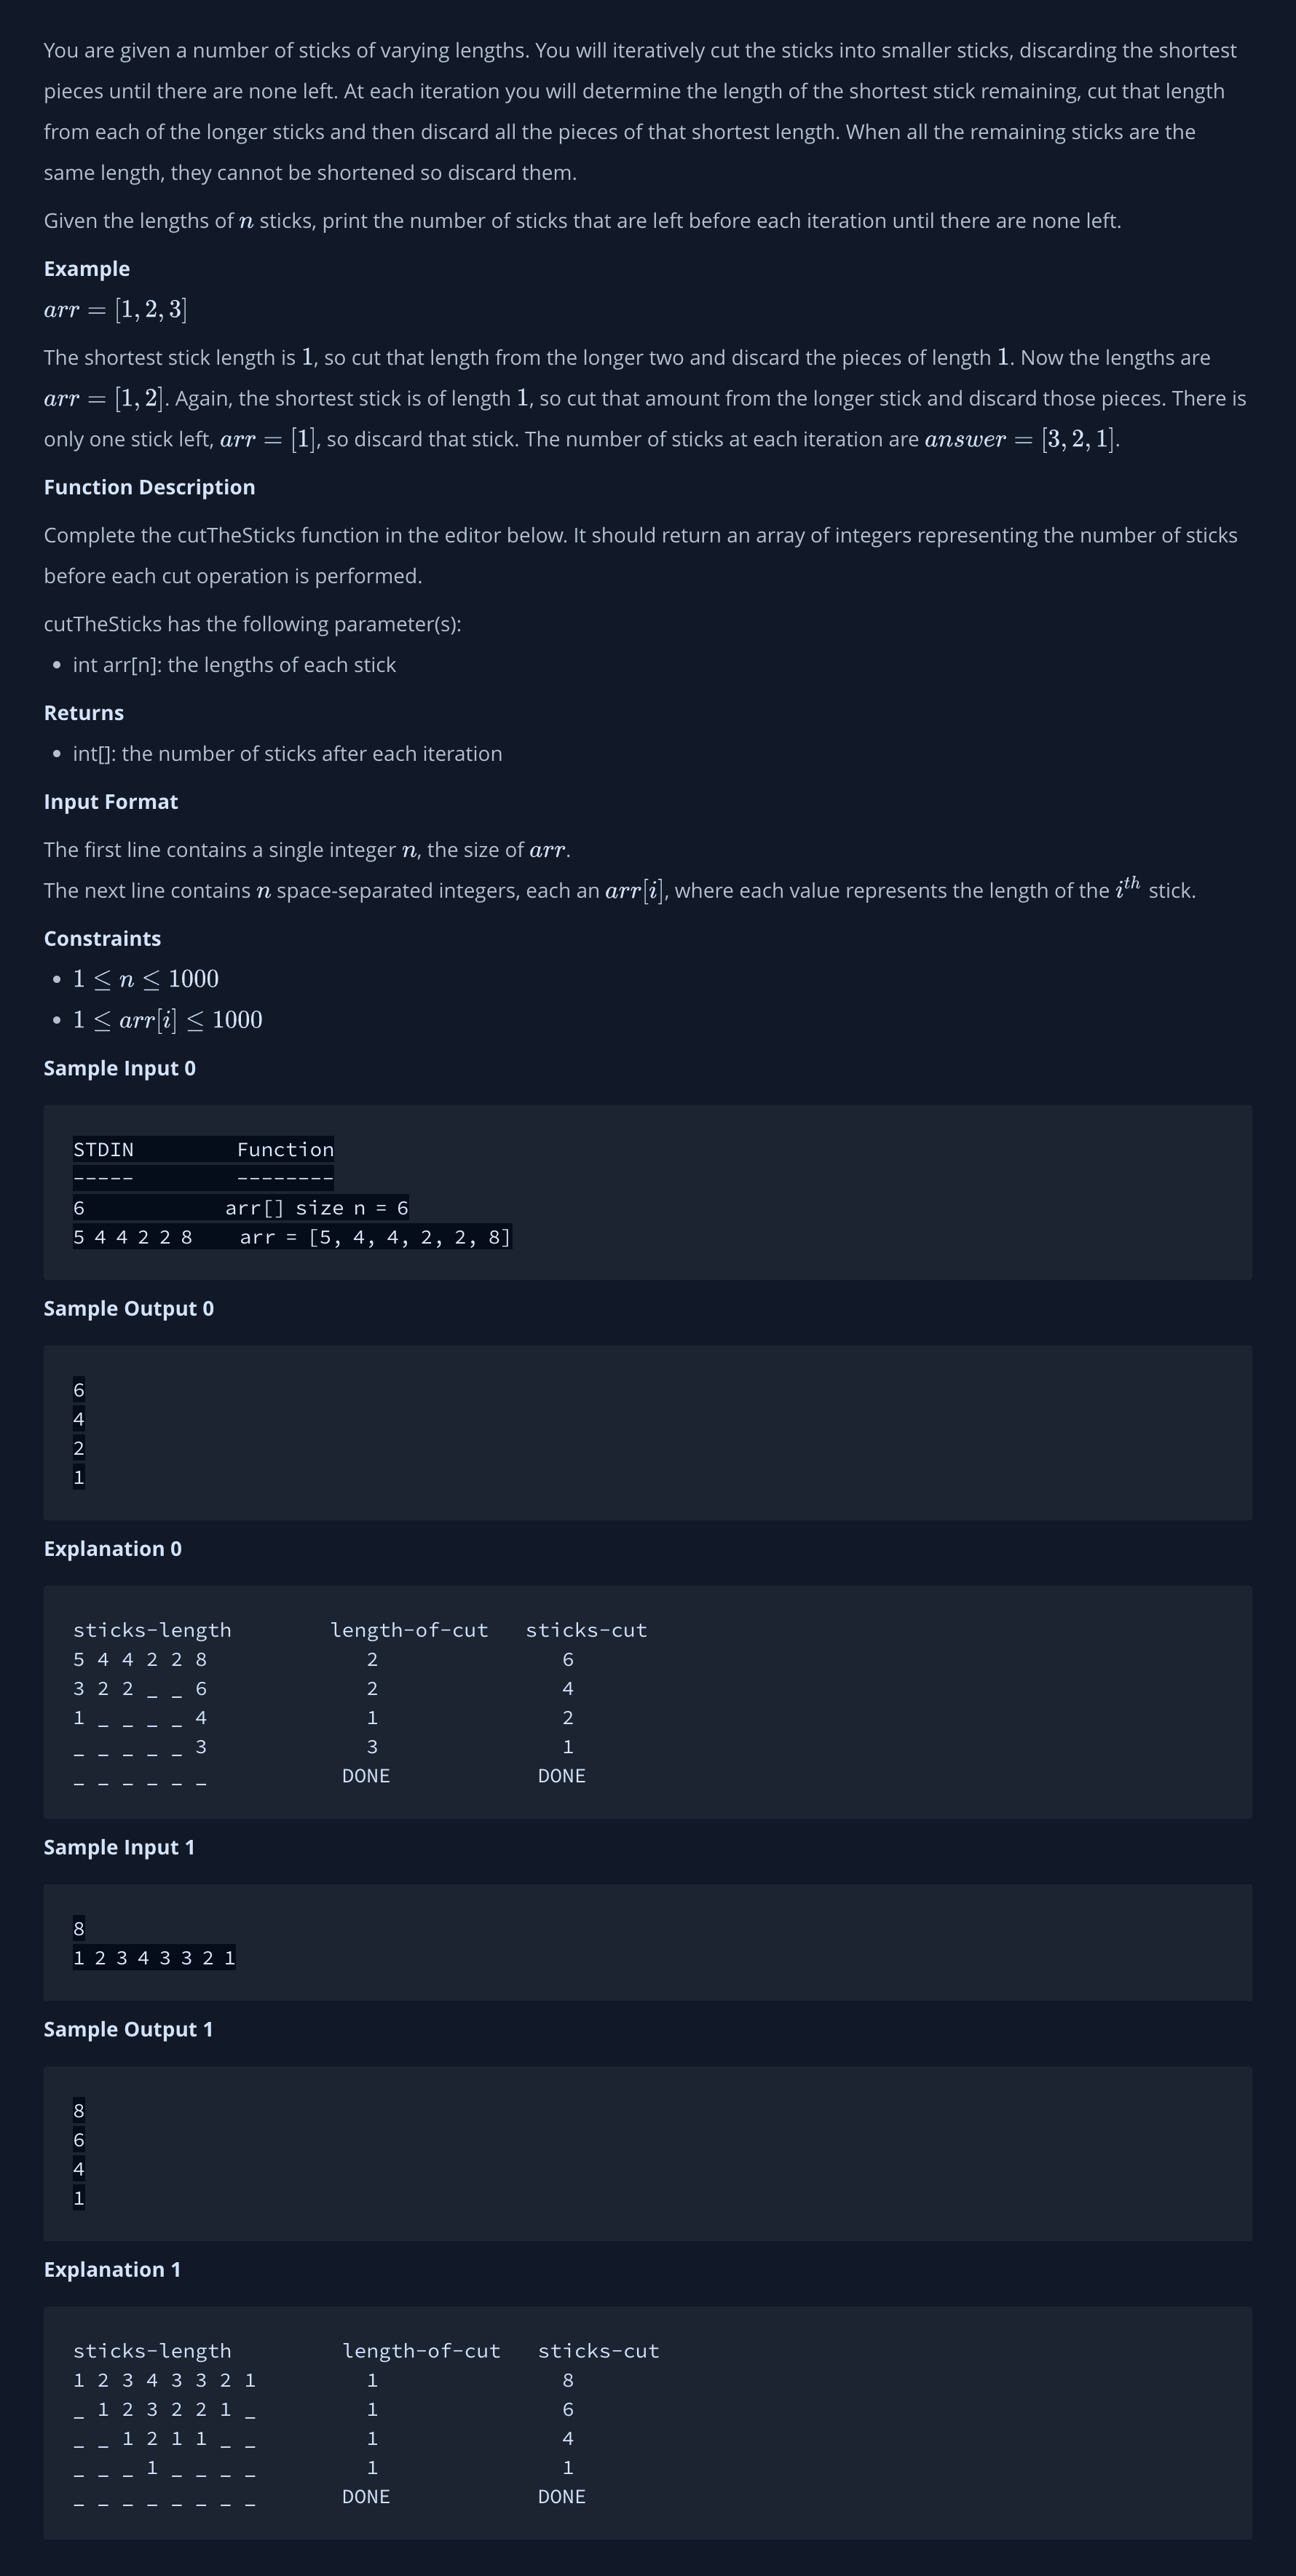 You are given a number of sticks of varying lengths. You will iteratively cut the sticks into smaller sticks, discarding the shortest
pieces until there are none left. At each iteration you will determine the length of the shortest stick remaining, cut that length
from each of the longer sticks and then discard all the pieces of that shortest length. When all the remaining sticks are the
same length, they cannot be shortened so discard them.
Given the lengths of n sticks, print the number of sticks that are left before each iteration until there are none left.
Example
arr = [1, 2, 3]
The shortest stick length is 1, so cut that length from the longer two and discard the pieces of length 1. Now the lengths are
arr = [1, 2]. Again, the shortest stick is of length 1, so cut that amount from the longer stick and discard those pieces. There is
only one stick left, arr = [1], so discard that stick. The number of sticks at each iteration are answer = [3, 2, 1].
Function Description
Complete the cutTheSticks function in the editor below. It should return an array of integers representing the number of sticks
before each cut operation is performed.
cutTheSticks has the following parameter(s):
• int arr[n]: the lengths of each stick
Returns
• int[]: the number of sticks after each iteration
Input Format
The first line contains a single integer n, the size of arr.
The next line contains n space-separated integers, each an arr[i], where each value represents the length of the i^th stick.
Constraints
• 1 ≤ n ≤ 1000
• 1 ≤ arr[i] ≤ 1000
Sample Input 0
STDIN Function
----- --------
6 arr[] size n = 6
5 4 4 2 2 8 arr = [5, 4, 4, 2, 2, 8]
Sample Output 0
6
4
2
1
Explanation 0
sticks-length length-of-cut sticks-cut
5 4 4 2 2 8 2 6
3 2 2 _ _ 6 2 4
1 _ _ _ _ 4 1 2
_ _ _ _ _ 3 3 1
_ _ _ _ _ _ DONE DONE
Sample Input 1
8
1 2 3 4 3 3 2 1
Sample Output 1
8
6
4
1
Explanation 1
sticks-length length-of-cut sticks-cut
1 2 3 4 3 3 2 1 1 8
_ 1 2 3 2 2 1 _ 1 6
_ _ 1 2 1 1 _ _ 1 4
_ _ _ 1 _ _ _ _ 1 1
_ _ _ _ _ _ _ _ DONE DONE